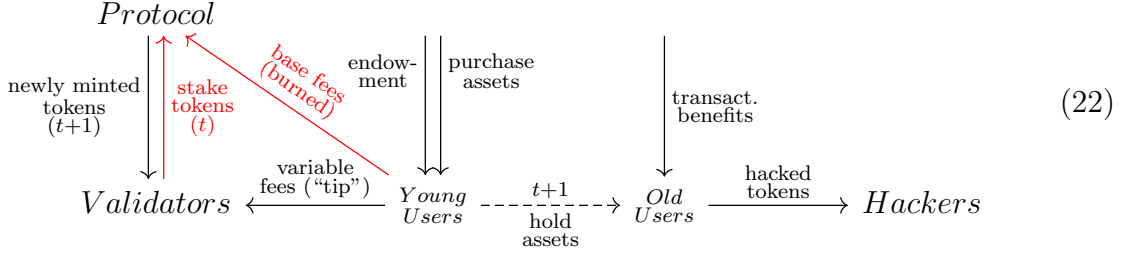 Protocol
newly minted
tokens
(t+1)
stake
tokens
(t)
base fees
(burned)
endow-
ment
purchase
assets
transact.
benefits
(22)
Validators
variable
fees (“tip”)
Young
Users
t+1
hold
assets
Old
Users
hacked
tokens
Hackers